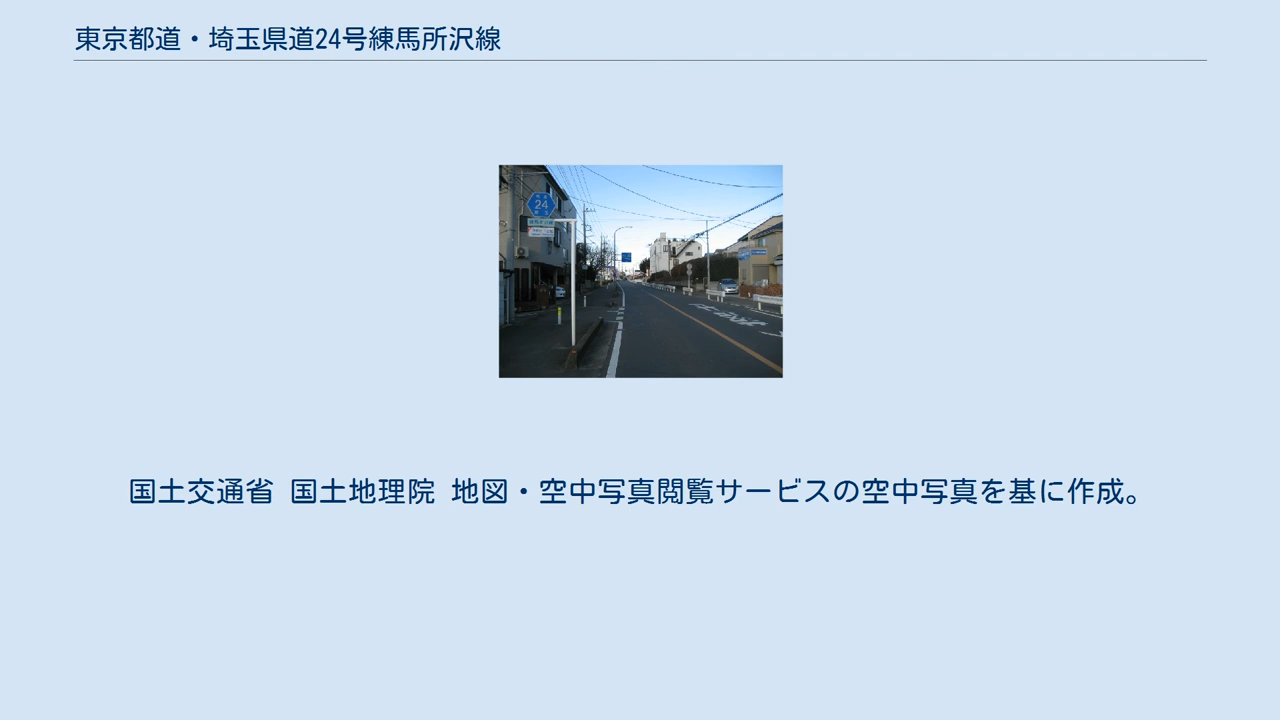 東京都道・埼玉県道24号練馬所沢線
24
国土交通省 国土地理院 地図・空中写真閲覧サービスの空中写真を基に作成。